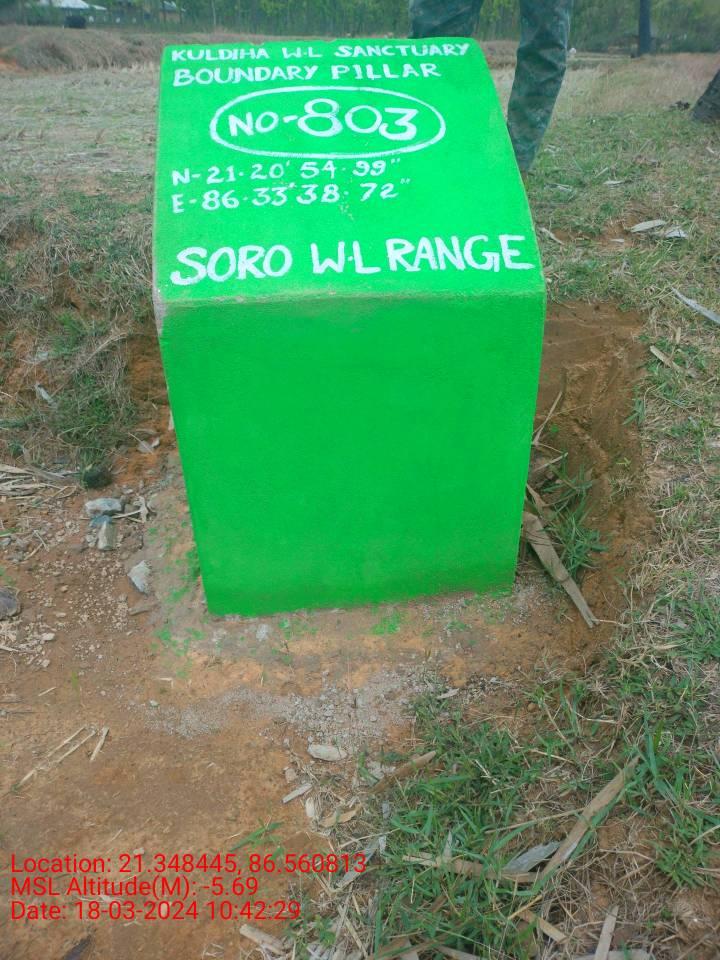 KULDIHA W.L SANCTUARY
BOUNDARY PILLAR
NO-803
N-21·20' 54·99"
E-86·33' 38·72"
SORO W.L RANGE
Location: 21.348445, 86.560813
MSL Altitude(M): -5.69
Date: 18-03-2024 10:42:29